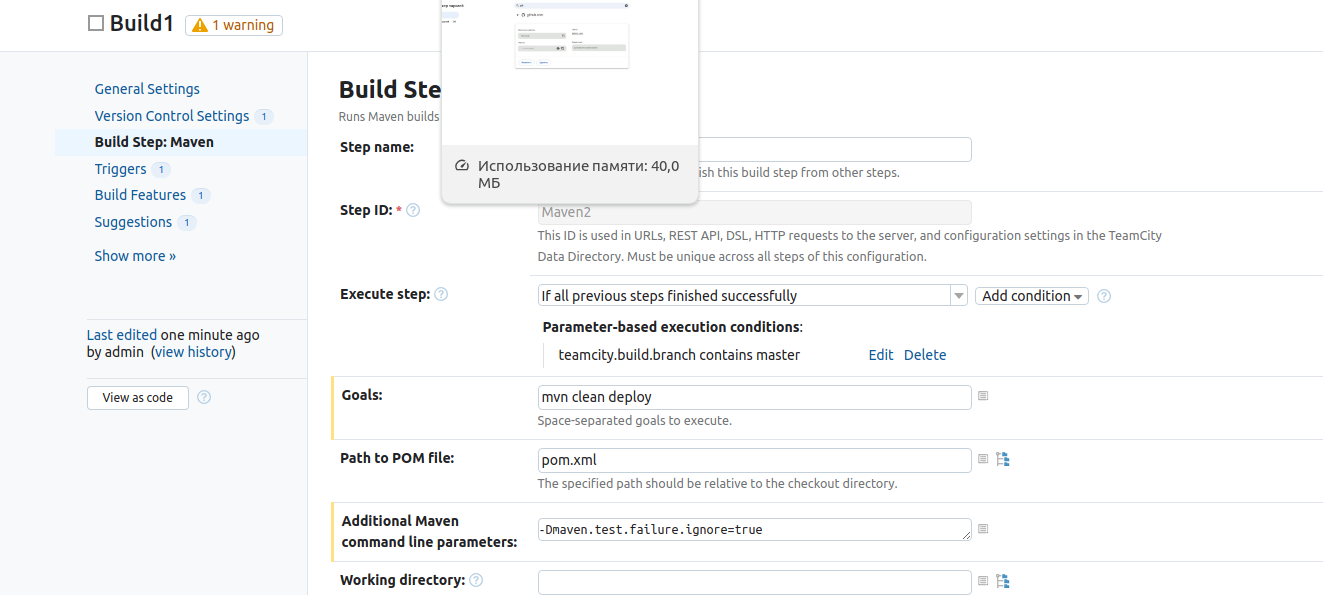 Build1
1 warning
github.com
General Settings
Version Control Settings 1
Build Step: Maven
Triggers 1
Build Features 1
Suggestions 1
Show more »
Last edited one minute ago
by admin (view history)
View as code
Build Ste
Runs Maven builds
Использование памяти: 40,0
МБ
Step name:
ish this build step from other steps.
Step ID: *
Maven2
This ID is used in URLs, REST API, DSL, HTTP requests to the server, and configuration settings in the TeamCity
Data Directory. Must be unique across all steps of this configuration.
Execute step:
If all previous steps finished successfully
Add condition
Parameter-based execution conditions:
teamcity.build.branch contains master Edit Delete
Goals:
mvn clean deploy
Space-separated goals to execute.
Path to POM file:
pom.xml
The specified path should be relative to the checkout directory.
Additional Maven
command line parameters:
-Dmaven.test.failure.ignore=true
Working directory: